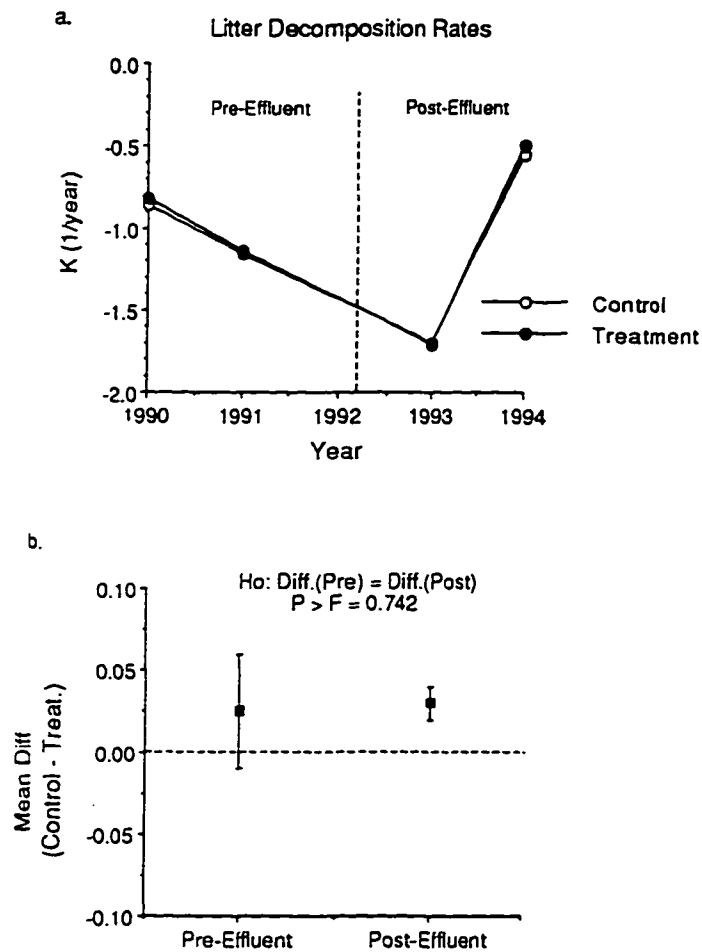 a.
Litter Decomposition Rates
0.0
-0.5
-1.0
-1.5
-2.0
K (1/year)
Pre-Effluent
Post-Effluent
Control
Treatment
1990 1991 1992 1993 1994
Year
b.
Ho: Diff.(Pre) = Diff.(Post)
P > F = 0.742
0.10
0.05
0.00
-0.05
-0.10
Mean Diff
(Control - Treat.)
Pre-Effluent Post-Effluent